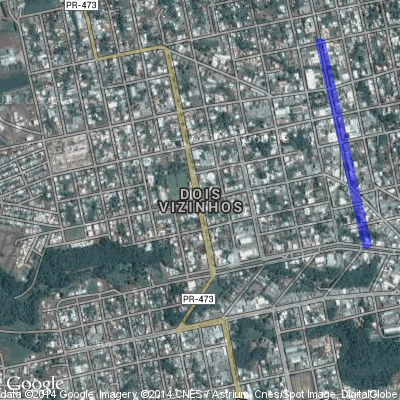 PR-473
DOIS
VIZINHOS
PR-473
Google
data ©2014 Google Imagery ©2014 CNES / Astrium, Cnes/Spot Image, DigitalGlobe